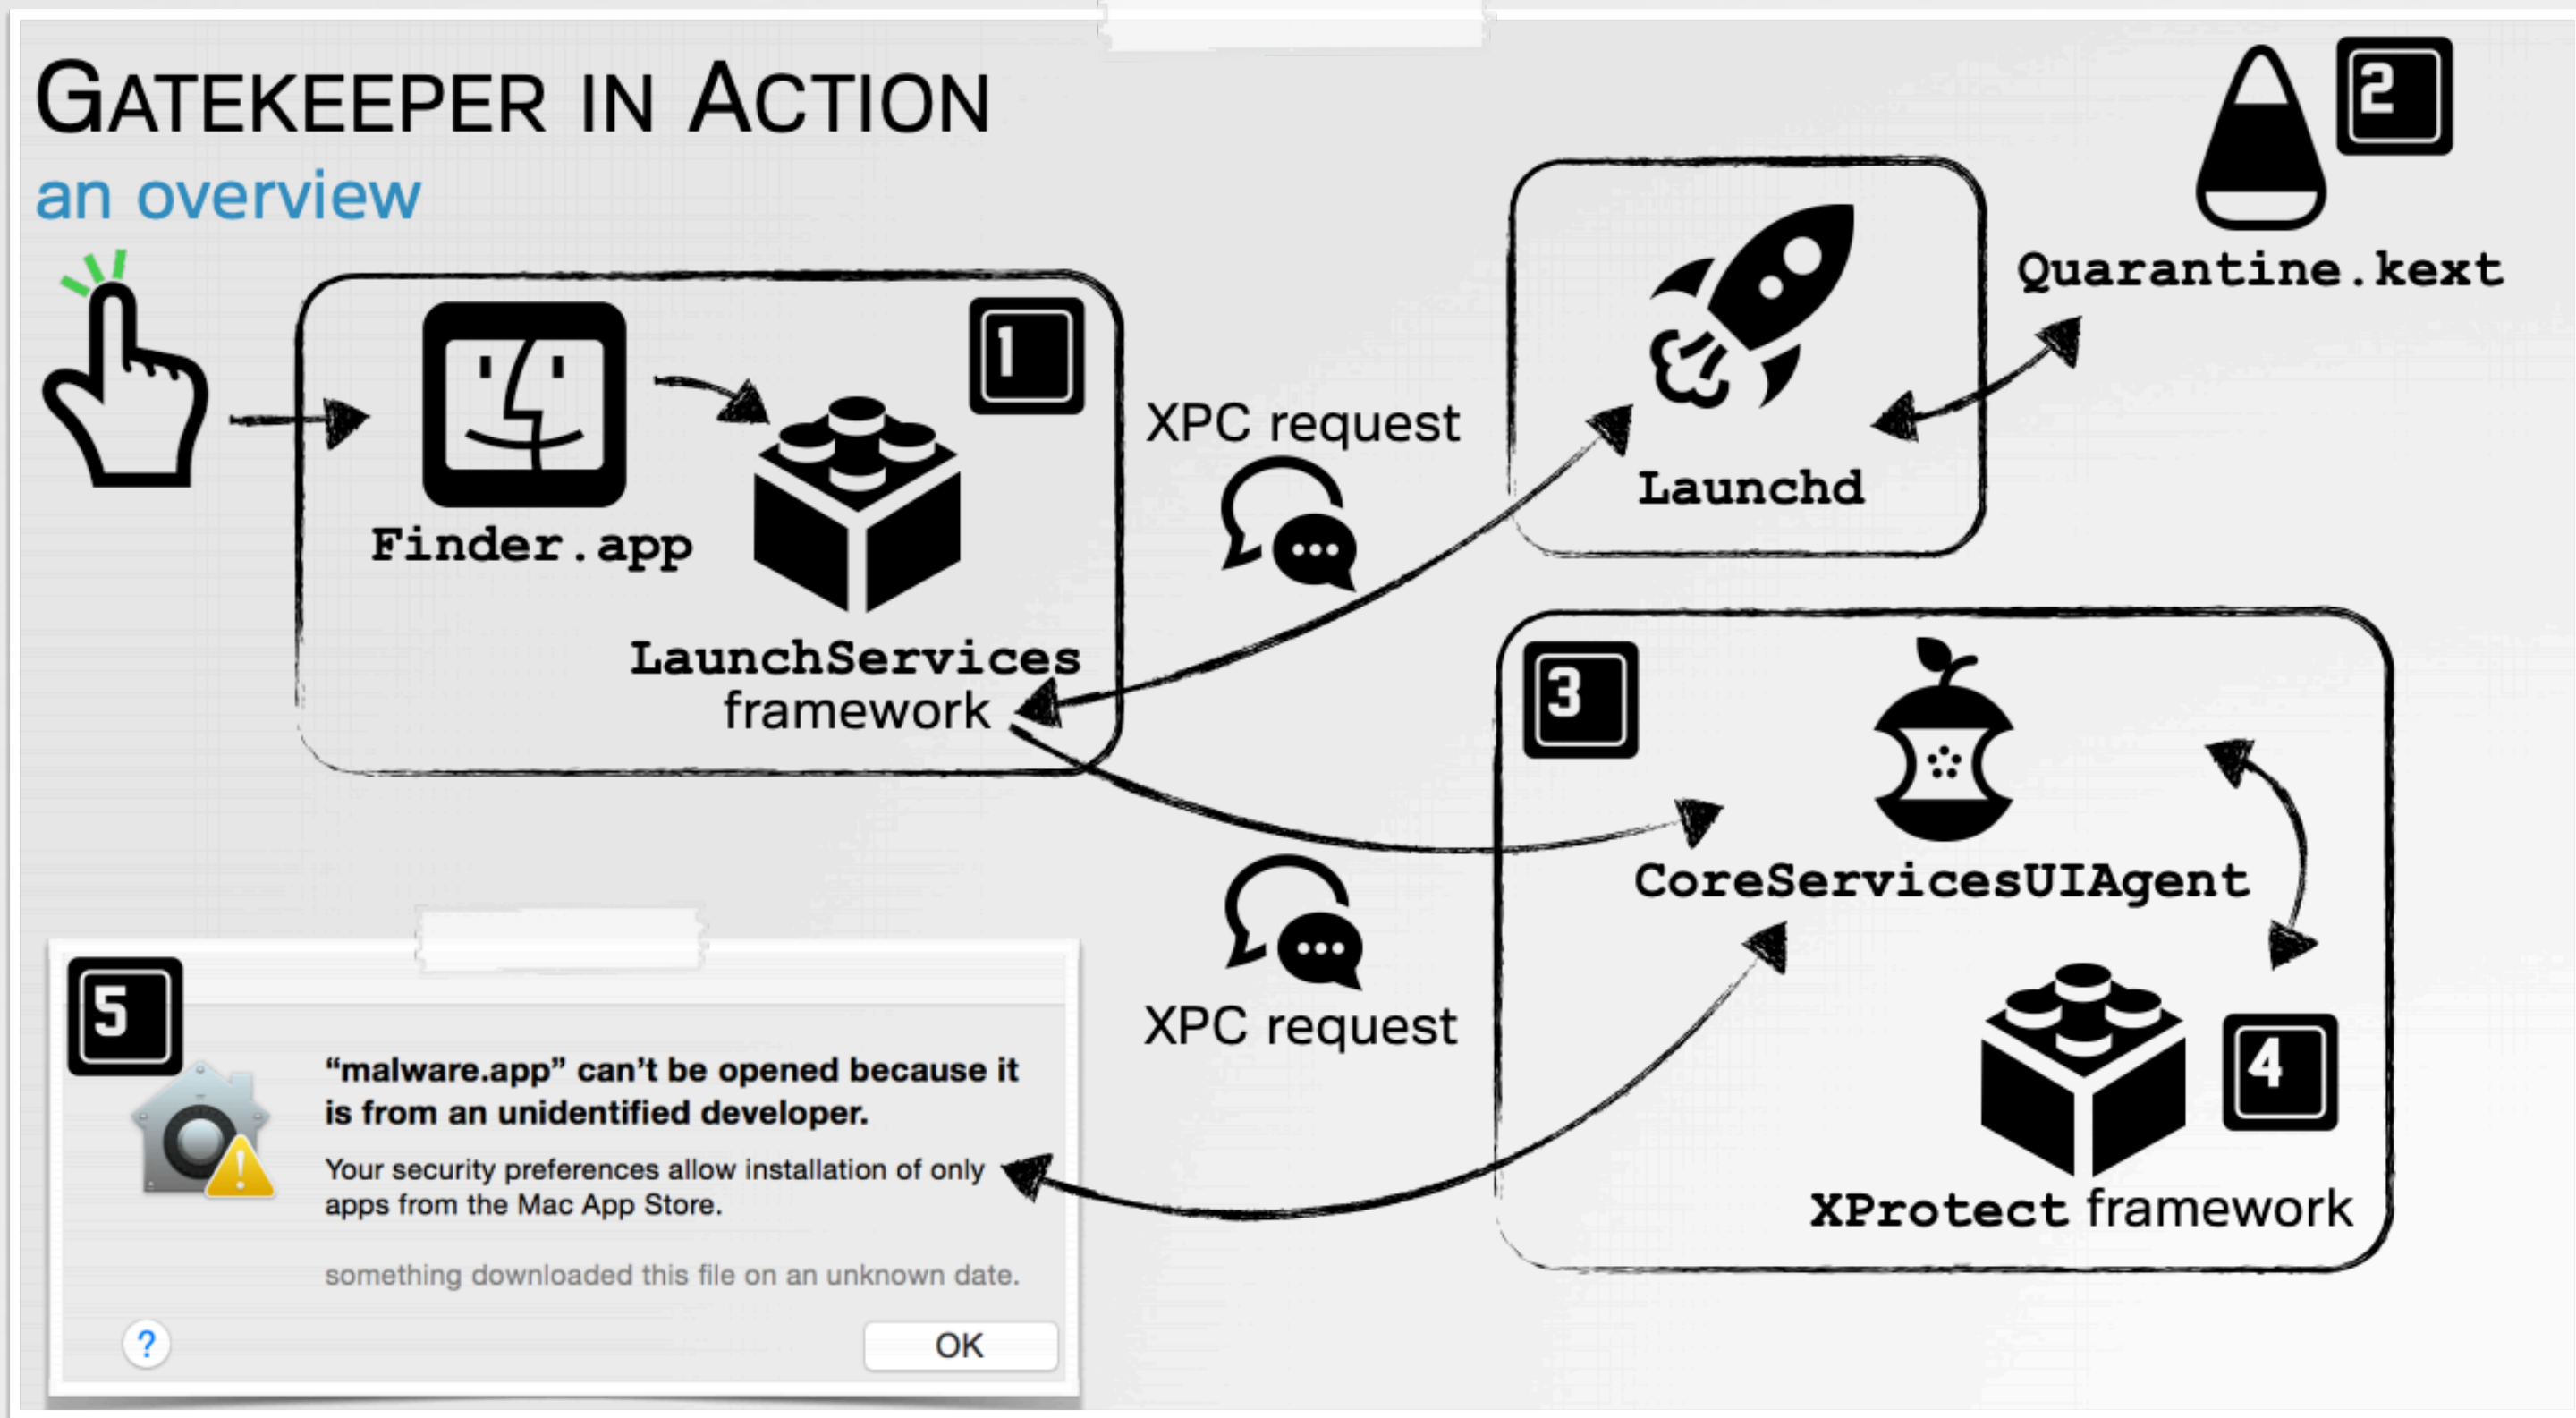 GATEKEEPER IN ACTION
an overview
1
Finder.app
LaunchServices
framework
XPC request
Launchd
2
Quarantine.kext
3
CoreServicesUIAgent
XPC request
4
XProtect framework
5
“malware.app” can’t be opened because it
is from an unidentified developer.
Your security preferences allow installation of only
apps from the Mac App Store.
something downloaded this file on an unknown date.
?
OK